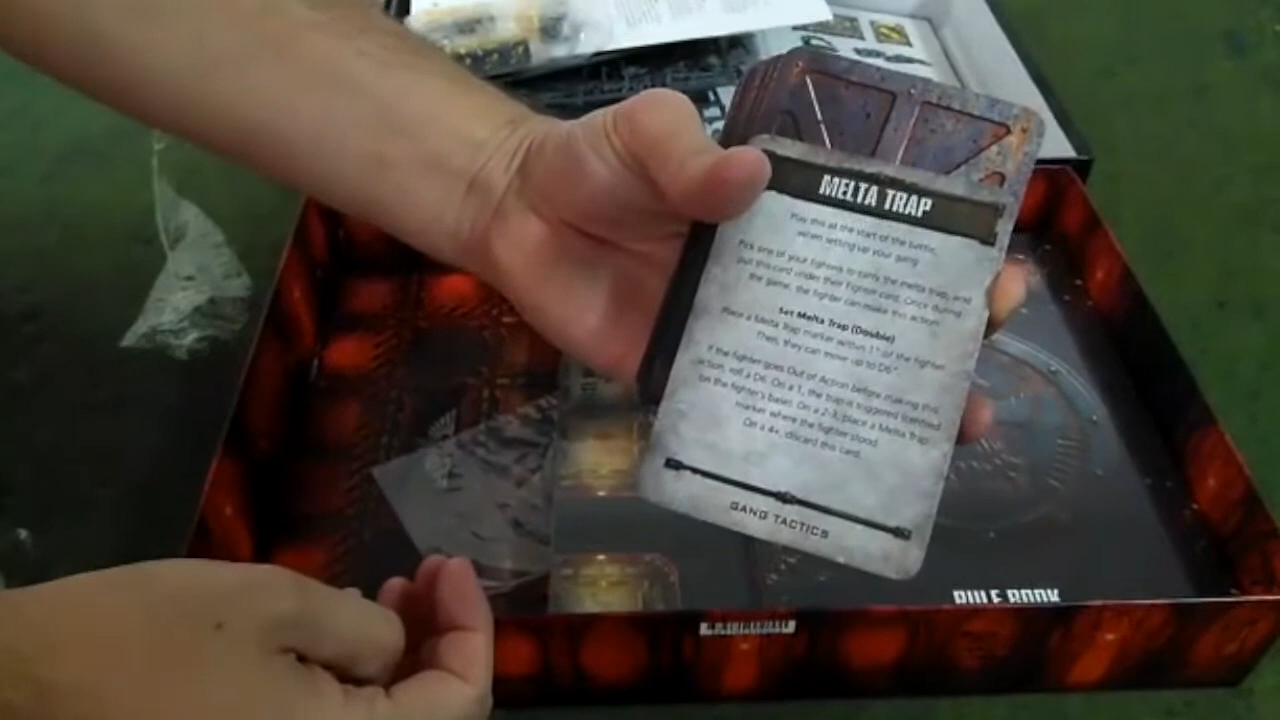 MELTA TRAP
Play this at the start of the battle,
when setting up your gang.
Pick one of your fighters to carry the melta trap, and
put this card under their Fighter card. Once during
the game, the fighter can make this action:
Set Melta Trap (Double)
Place a Melta Trap marker within 1" of the fighter.
Then, they can move up to D6".
If the fighter goes Out of Action before making this
action, roll a D6. On a 1, the trap is triggered (centred
on the fighter's base). On a 2-3, place a Melta Trap
marker where the fighter stood.
On a 4+, discard this card.
GANG TACTICS
RULE BOOK